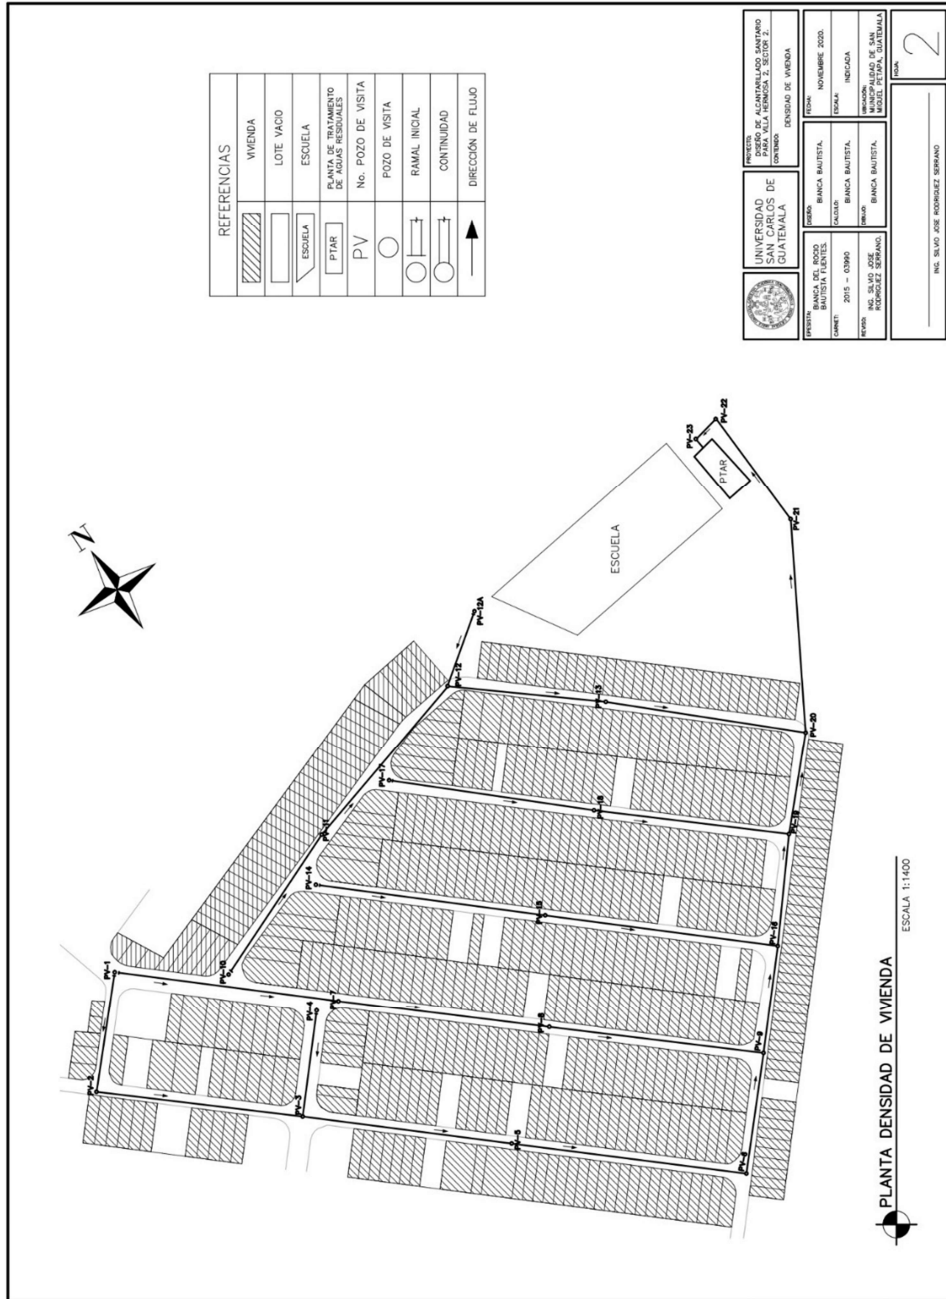 REFERENCIAS
VIVIENDA
LOTE VACIO
ESCUELA
ESCUELA
PTAR
PLANTA DE TRATAMIENTO
DE AGUAS RESIDUALES
PV
No. POZO DE VISITA
POZO DE VISITA
RAMAL INICIAL
CONTINUIDAD
DIRECCIÓN DE FLUJO
N
PV-1
PV-2
PV-3
PV-4
PV-5
PV-6
PV-7
PV-8
PV-9
PV-10
PV-11
PV-12
PV-12A
PV-13
PV-14
PV-15
PV-16
PV-17
PV-18
PV-19
PV-20
PV-21
PV-22
PV-23
ESCUELA
PTAR
PLANTA DENSIDAD DE VIVIENDA
ESCALA 1:1400
UNIVERSIDAD
SAN CARLOS DE
GUATEMALA
PROYECTO:
DISEÑO DE ALCANTARILLADO SANITARIO
PARA VILLA HERMOSA 2, SECTOR 2.
CONTENIDO:
DENSIDAD DE VIVIENDA
EPESISTA:
BIANCA DEL ROCIO
BAUTISTA FUENTES.
DISEÑO:
BIANCA BAUTISTA.
FECHA:
NOVIEMBRE 2020.
CARNET:
2015 - 03990
CALCULO:
BIANCA BAUTISTA.
ESCALA:
INDICADA
REVISO:
ING. SILVIO JOSE
RODRIGUEZ SERRANO.
DIBUJO:
BIANCA BAUTISTA.
UBICACIÓN:
MUNICIPALIDAD DE SAN
MIGUEL PETAPA, GUATEMALA
ING. SILVIO JOSE RODRIGUEZ SERRANO
HOJA:
2